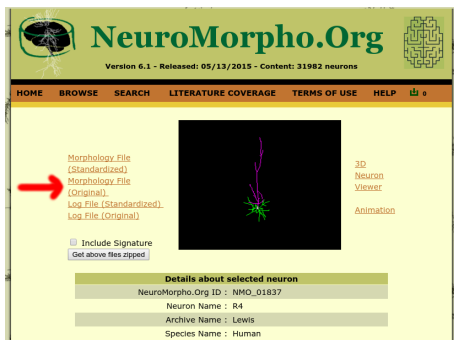 NeuroMorpho.Org
Version 6.1 - Released: 05/13/2015 - Content: 31982 neurons
HOME BROWSE SEARCH LITERATURE COVERAGE TERMS OF USE HELP 0
Morphology File
(Standardized)
Morphology File
(Original)
Log File (Standardized)
Log File (Original)
3D
Neuron
Viewer
Animation
Include Signature
Get above files zipped
Details about selected neuron
NeuroMorpho.Org ID : NMO_01837
Neuron Name : R4
Archive Name : Lewis
Species Name : Human